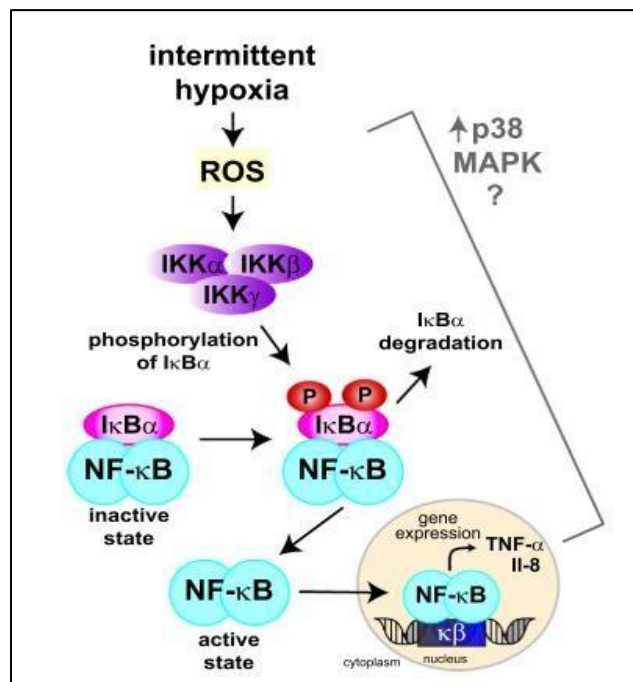 intermittent
hypoxia
ROS
↑p38
MAPK
?
IKKα IKKβ
IKKγ
phosphorylation
of IκBα
IκBα
degradation
P P
IκBα
IκBα
NF-κB
NF-κB
inactive
state
NF-κB
active
state
gene
expression
TNF-α
II-8
NF-κB
κβ
cytoplasm nucleus